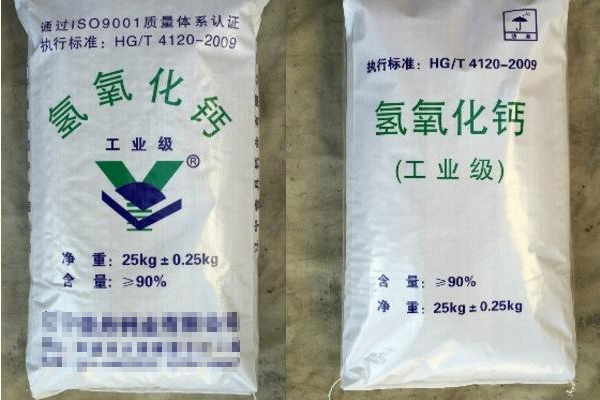 通过ISO9001质量体系认证
执行标准：HG/T 4120-2009
氢氧化钙
工业级
®
净 重：25kg±0.25kg
含 量：≥90%
执行标准：HG/T 4120-2009
氢氧化钙
(工业级)
含 量：≥90%
净 重：25kg±0.25kg